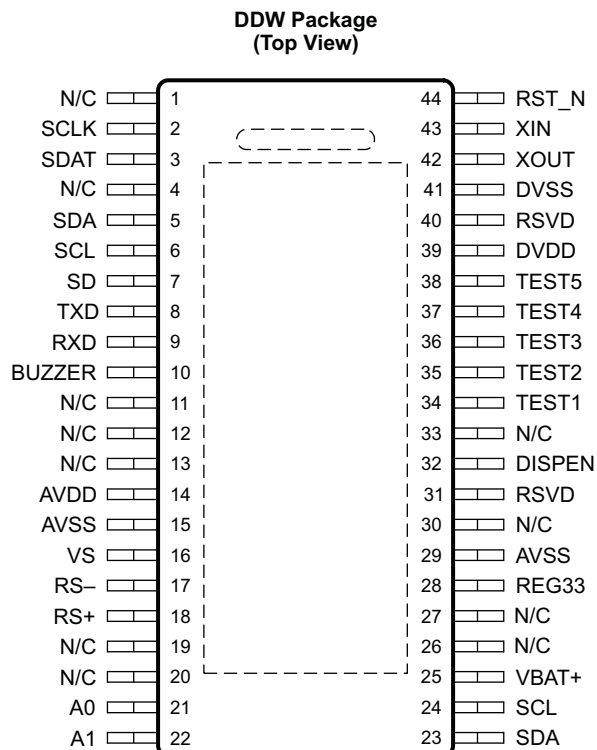 DDW Package
(Top View)
N/C 1 44 RST_N
SCLK 2 43 XIN
SDAT 3 42 XOUT
N/C 4 41 DVSS
SDA 5 40 RSVD
SCL 6 39 DVDD
SD 7 38 TEST5
TXD 8 37 TEST4
RXD 9 36 TEST3
BUZZER 10 35 TEST2
N/C 11 34 TEST1
N/C 12 33 N/C
N/C 13 32 DISPEN
AVDD 14 31 RSVD
AVSS 15 30 N/C
VS 16 29 AVSS
RS– 17 28 REG33
RS+ 18 27 N/C
N/C 19 26 N/C
N/C 20 25 VBAT+
A0 21 24 SCL
A1 22 23 SDA